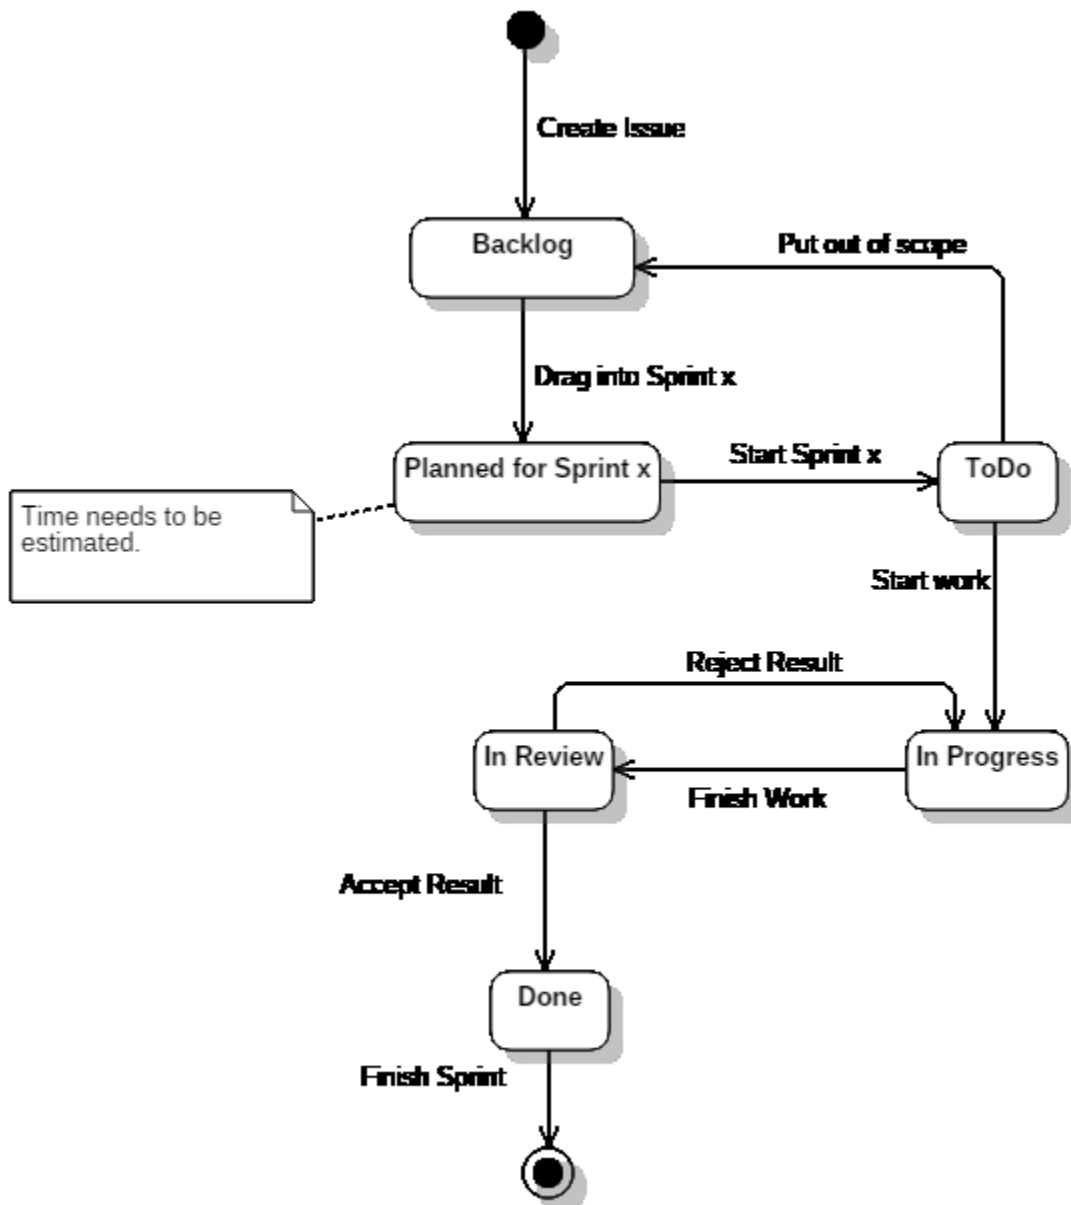 Create Issue
Backlog
Put out of scope
Drag into Sprint x
Planned for Sprint x
Start Sprint x
ToDo
Time needs to be
estimated.
Start work
Reject Result
In Review
In Progress
Finish Work
Accept Result
Done
Finish Sprint